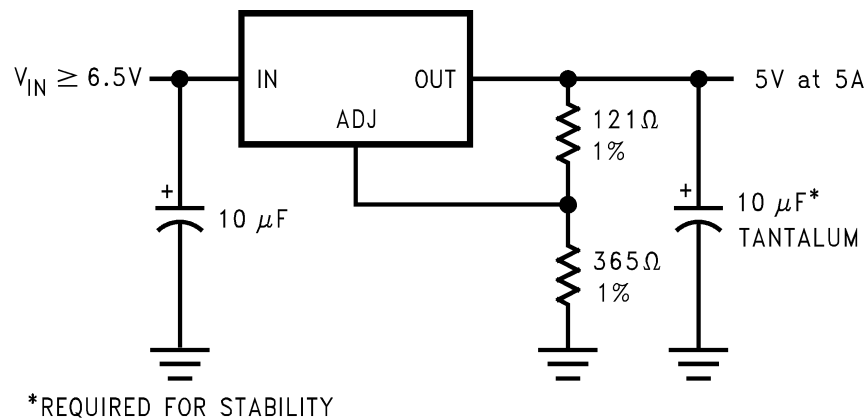 V_IN ≥ 6.5V
IN
OUT
ADJ
5V at 5A
121Ω
1%
+
10 μF
+
10 μF*
TANTALUM
365Ω
1%
*REQUIRED FOR STABILITY